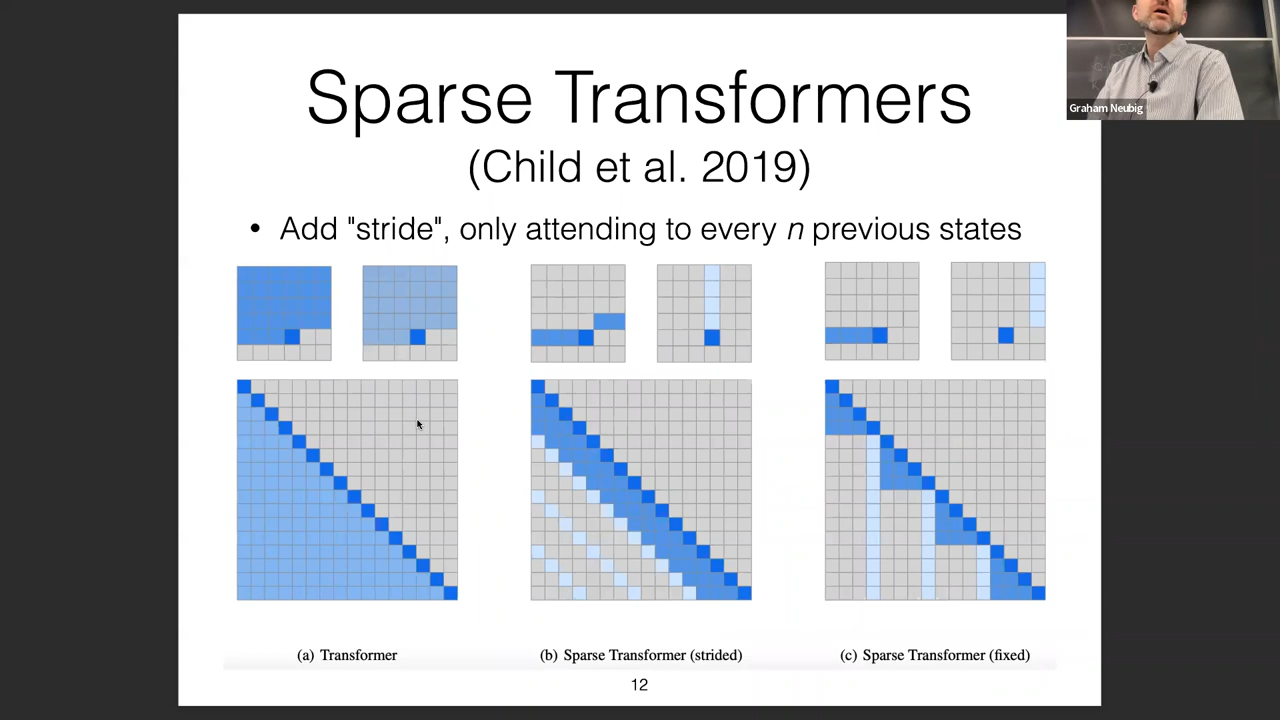 Sparse Transformers
(Child et al. 2019)
• Add "stride", only attending to every n previous states
(a) Transformer
(b) Sparse Transformer (strided)
(c) Sparse Transformer (fixed)
12
Graham Neubig